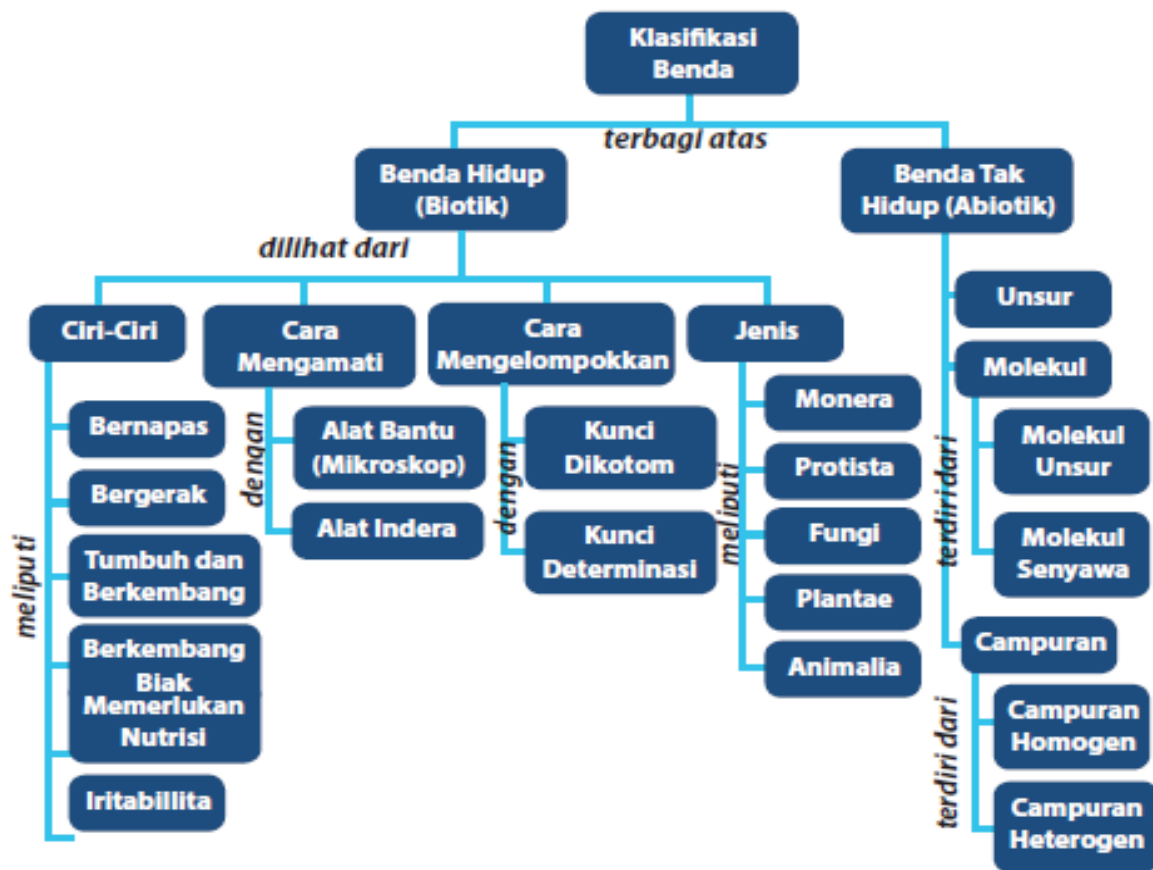 Klasifikasi
Benda
terbagi atas
Benda Hidup
(Biotik)
Benda Tak
Hidup (Abiotik)
dilihat dari
Ciri-Ciri
Cara
Mengamati
Cara
Mengelompokkan
Jenis
meliputi
Bernapas
Bergerak
Tumbuh dan
Berkembang
Berkembang
Biak
Memerlukan
Nutrisi
Iritabillita
dengan
Alat Bantu
(Mikroskop)
Alat Indera
dengan
Kunci
Dikotom
Kunci
Determinasi
meliputi
Monera
Protista
Fungi
Plantae
Animalia
terdiri dari
Unsur
Molekul
Molekul
Unsur
Molekul
Senyawa
Campuran
terdiri dari
Campuran
Homogen
Campuran
Heterogen